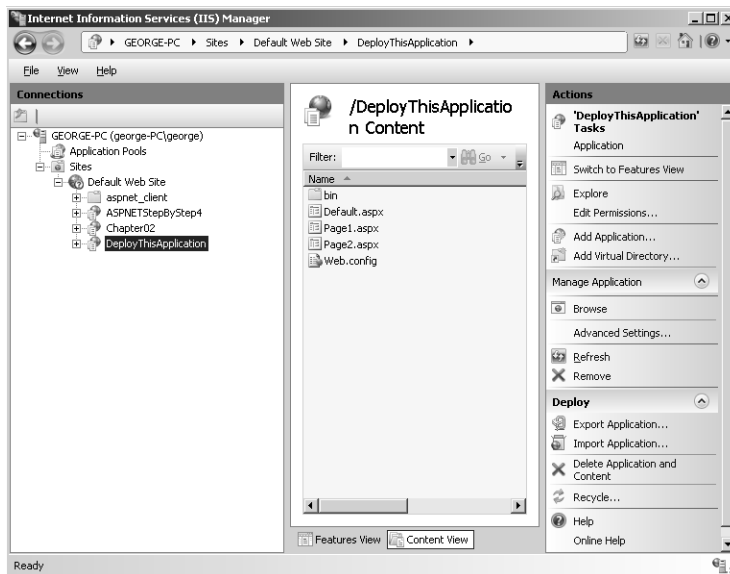 Internet Information Services (IIS) Manager
GEORGE-PC Sites Default Web Site DeployThisApplication
File View Help
Connections
GEORGE-PC (george-PC\george)
Application Pools
Sites
Default Web Site
aspnet_client
ASPNETStepByStep4
Chapter02
DeployThisApplication
/DeployThisApplicatio
n Content
Filter: Go
Name
bin
Default.aspx
Page1.aspx
Page2.aspx
Web.config
Features View Content View
Actions
'DeployThisApplication'
Tasks
Application
Switch to Features View
Explore
Edit Permissions...
Add Application...
Add Virtual Directory...
Manage Application
Browse
Advanced Settings...
Refresh
Remove
Deploy
Export Application...
Import Application...
Delete Application and
Content
Recycle...
Help
Online Help
Ready